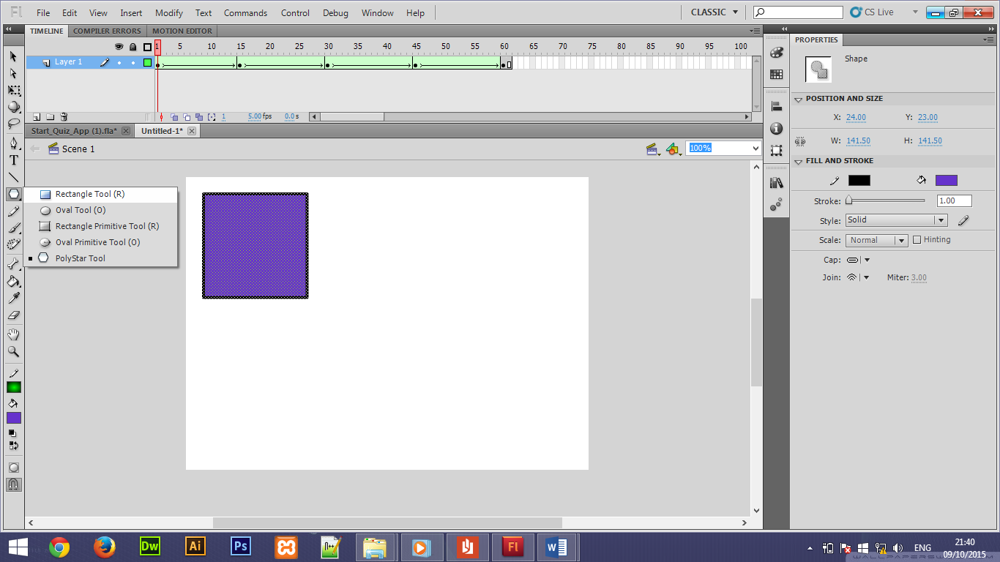 Fl File Edit View Insert Modify Text Commands Control Debug Window Help CLASSIC CS Live
TIMELINE COMPILER ERRORS MOTION EDITOR
1 5 10 15 20 25 30 35 40 45 50 55 60 65 70 75 80 85 90 95 100
Layer 1
1 5.00 fps 0.0 s
Start_Quiz_App (1).fla* Untitled-1*
Scene 1 100%
T
Rectangle Tool (R)
Oval Tool (O)
Rectangle Primitive Tool (R)
Oval Primitive Tool (O)
PolyStar Tool
PROPERTIES
Shape
POSITION AND SIZE
X: 24.00 Y: 23.00
W: 141.50 H: 141.50
FILL AND STROKE
Stroke: 1.00
Style: Solid
Scale: Normal Hinting
Cap:
Join: Miter: 3.00
Dw Ai Ps N++ Fl W ENG 21:40
09/10/2015